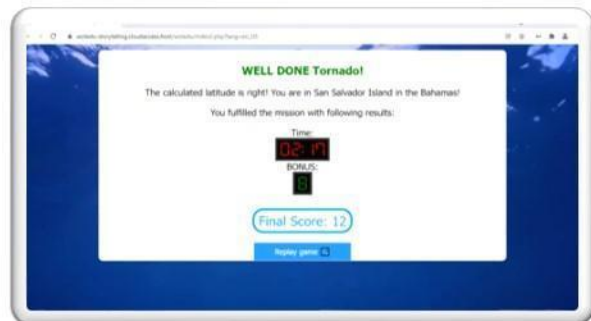 WELL DONE Tornado!
The calculated latitude is right! You are in San Salvador Island in the Bahamas!
You fulfilled the mission with following results:
Time:
02:17
BONUS:
8
Final Score: 12
Replay game